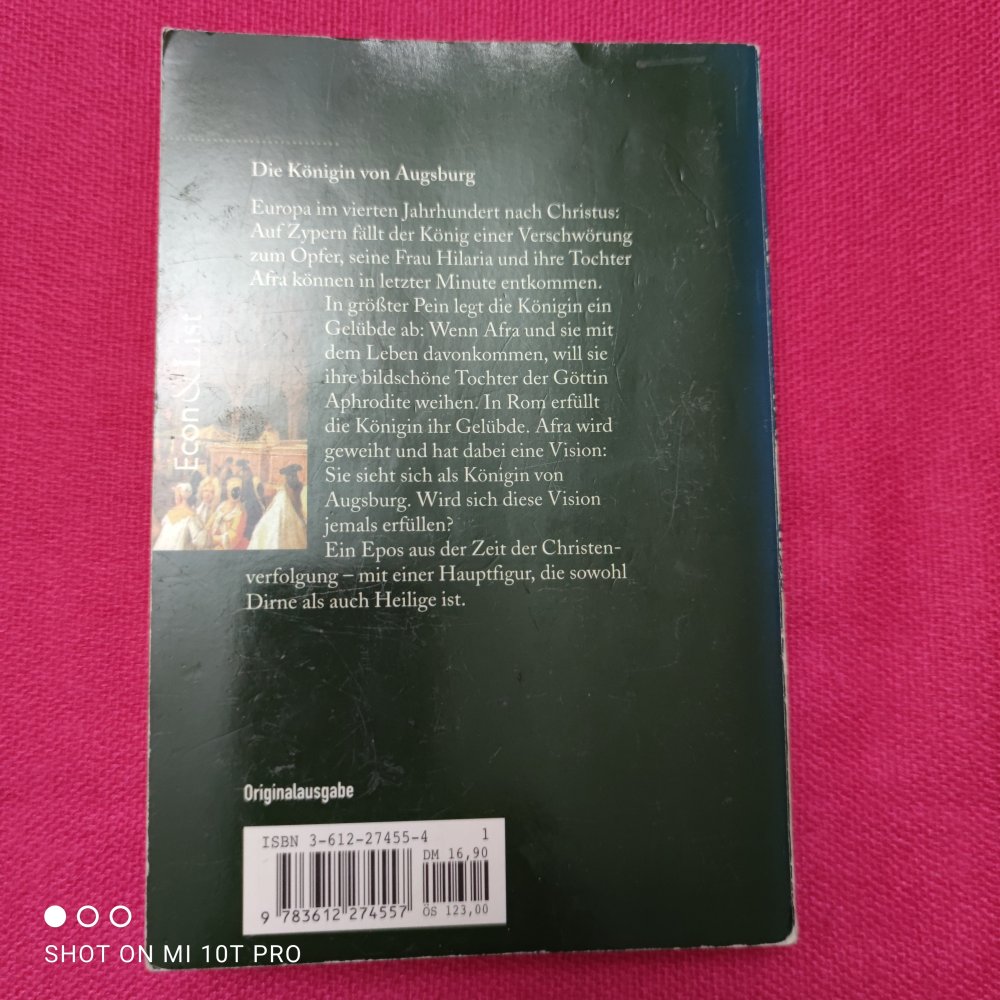 Die Königin von Augsburg
Europa im vierten Jahrhundert nach Christus:
Auf Zypern fällt der König einer Verschwörung
zum Opfer, seine Frau Hilaria und ihre Tochter
Afra können in letzter Minute entkommen.
In größter Pein legt die Königin ein
Gelübde ab: Wenn Afra und sie mit
dem Leben davonkommen, will sie
ihre bildschöne Tochter der Göttin
Aphrodite weihen. In Rom erfüllt
die Königin ihr Gelübde. Afra wird
geweiht und hat dabei eine Vision:
Sie sieht sich als Königin von
Augsburg. Wird sich diese Vision
jemals erfüllen?
Ein Epos aus der Zeit der Christen-
verfolgung – mit einer Hauptfigur, die sowohl
Dirne als auch Heilige ist.
Econ & List
Originalausgabe
ISBN 3-612-27455-4 1
DM 16,90
9 783612 274557 ÖS 123,00
SHOT ON MI 10T PRO